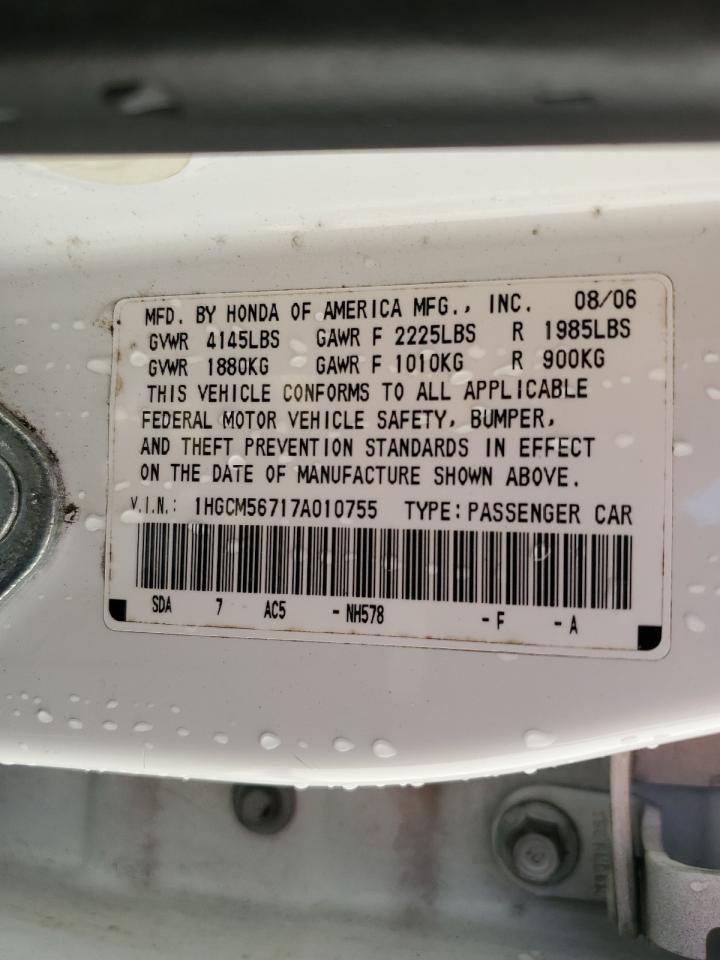 MFD. BY HONDA OF AMERICA MFG., INC. 08/06
GVWR 4145LBS GAWR F 2225LBS R 1985LBS
GVWR 1880KG GAWR F 1010KG R 900KG
THIS VEHICLE CONFORMS TO ALL APPLICABLE
FEDERAL MOTOR VEHICLE SAFETY, BUMPER,
AND THEFT PREVENTION STANDARDS IN EFFECT
ON THE DATE OF MANUFACTURE SHOWN ABOVE.
V.I.N.: 1HGCM56717A010755 TYPE: PASSENGER CAR
SDA 7 AC5 -NH578 -F -A